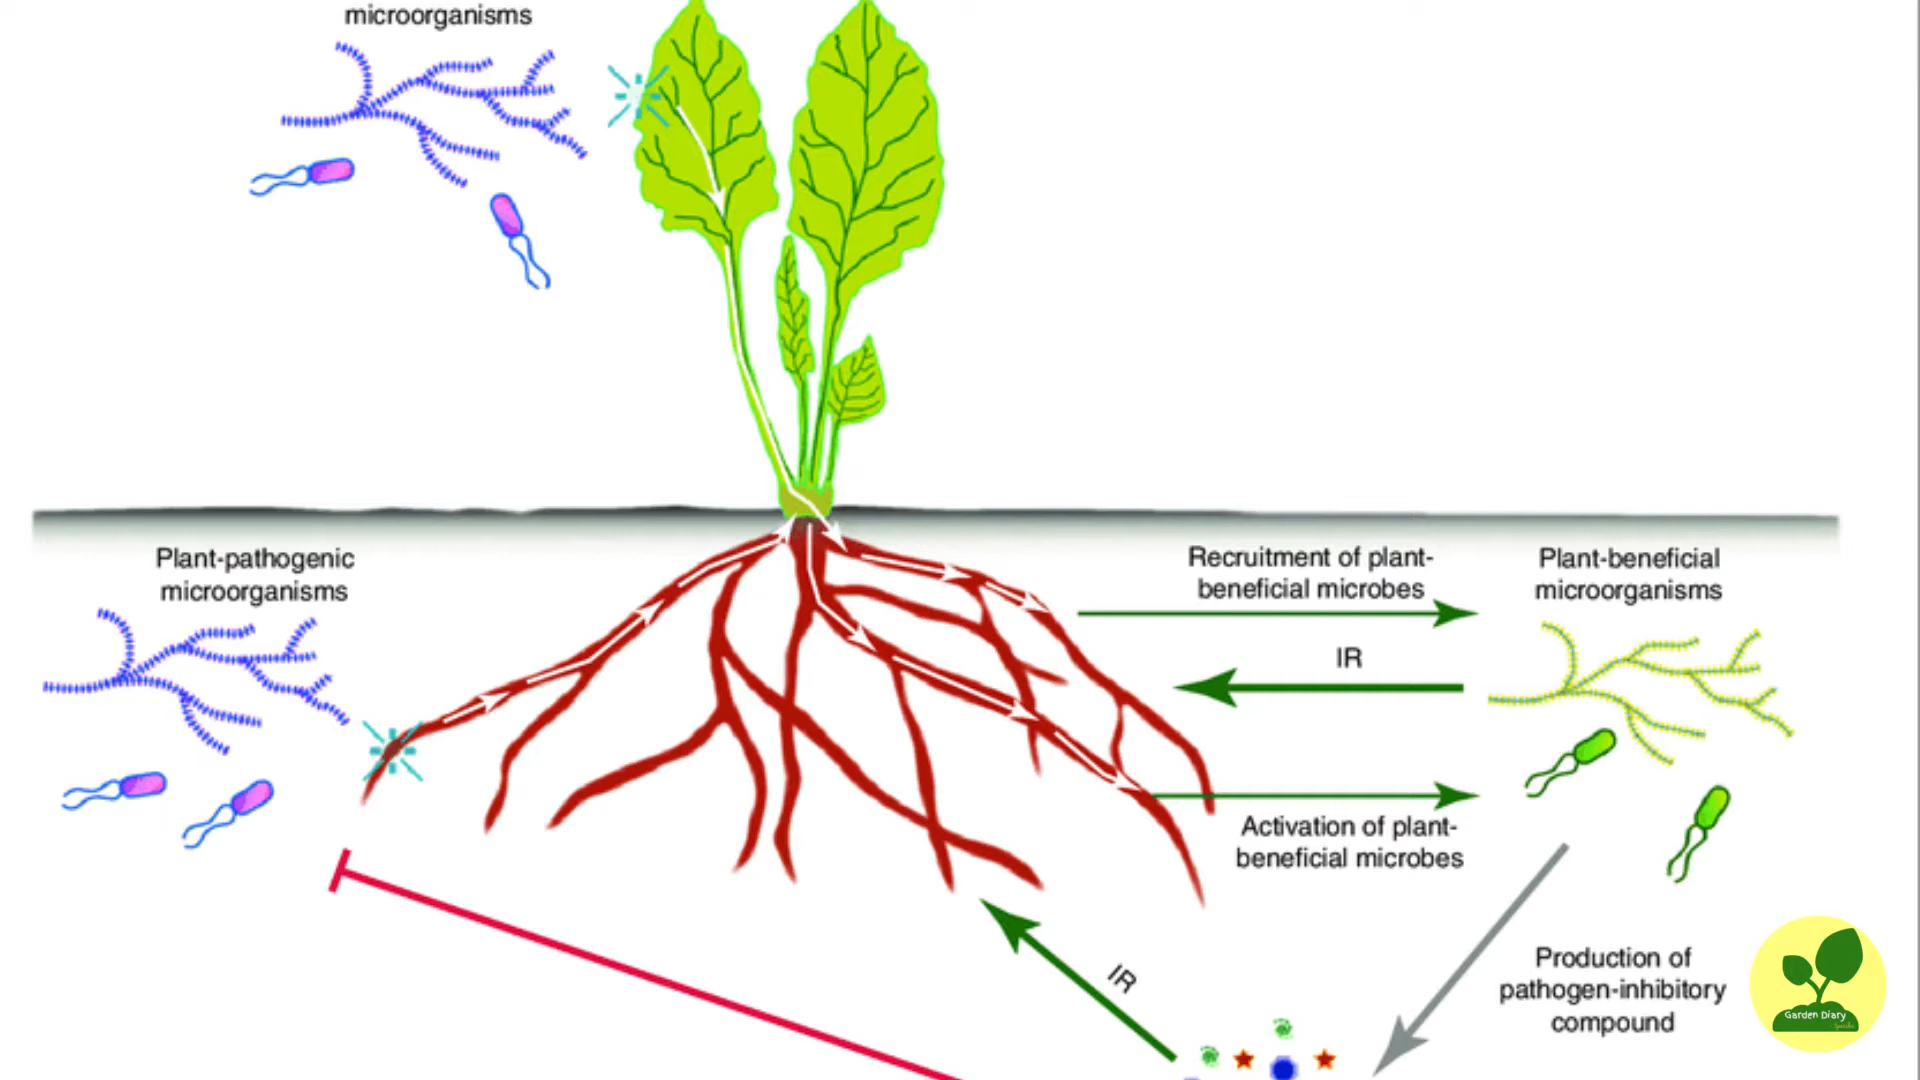 microorganisms
Plant-pathogenic
microorganisms
Recruitment of plant-
beneficial microbes
IR
Activation of plant-
beneficial microbes
Plant-beneficial
microorganisms
IR
Production of
pathogen-inhibitory
compound
Garden Diary